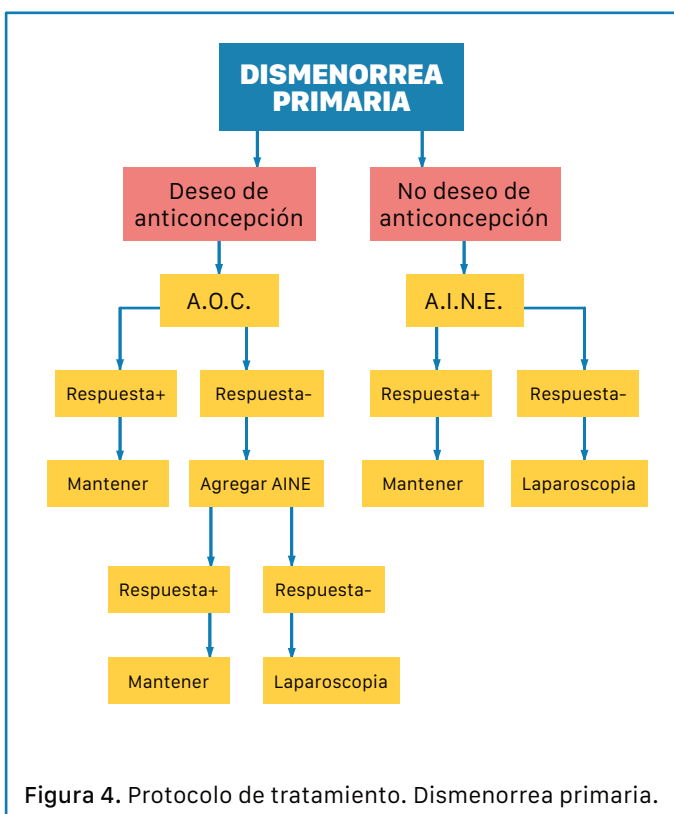 DISMENORREA
PRIMARIA
Deseo de
anticoncepción
No deseo de
anticoncepción
A.O.C.
A.I.N.E.
Respuesta+
Respuesta-
Respuesta+
Respuesta-
Mantener
Agregar AINE
Mantener
Laparoscopia
Respuesta+
Respuesta-
Mantener
Laparoscopia
Figura 4. Protocolo de tratamiento. Dismenorrea primaria.